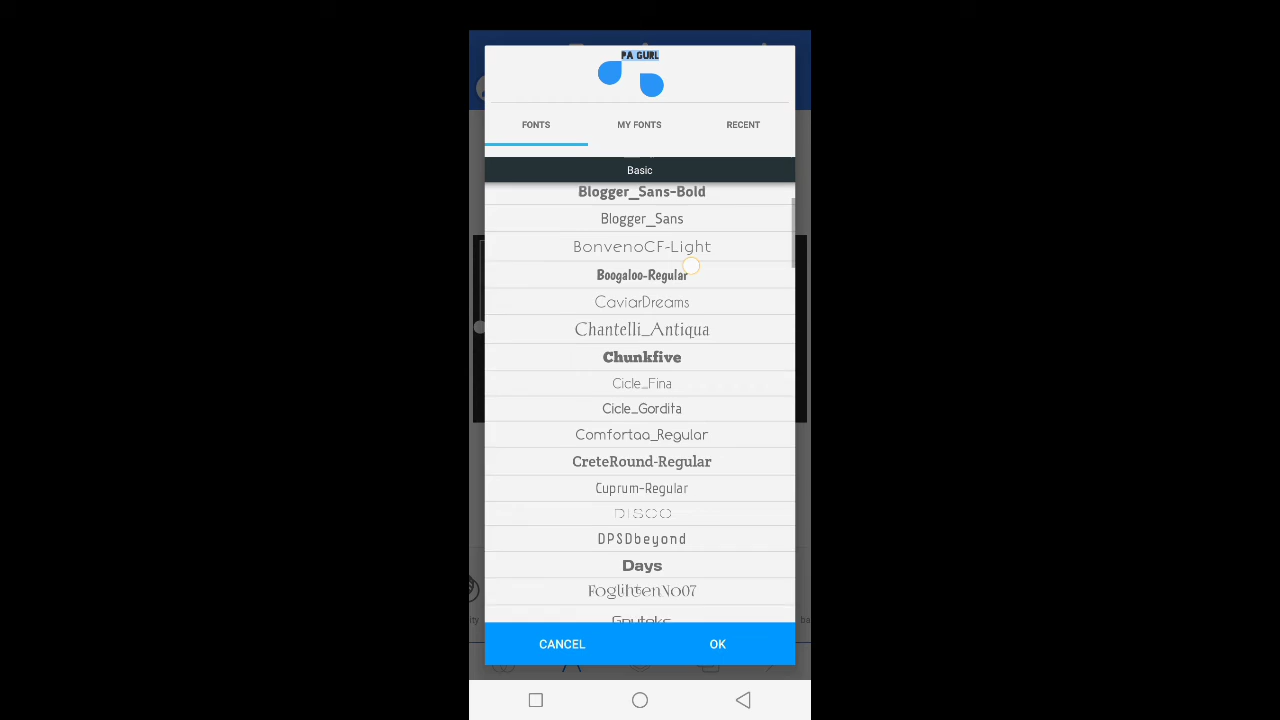 PA GURL
FONTS
MY FONTS
RECENT
Basic
Blogger_Sans-Bold
Blogger_Sans
BonvenoCF-Light
Boogaloo-Regular
CaviarDreams
Chantelli_Antiqua
Chunkfive
Cicle_Fina
Cicle_Gordita
Comfortaa_Regular
CreteRound-Regular
Cuprum-Regular
DISCO
DPSDbeyond
Days
FoglihtenNo07
CANCEL
OK